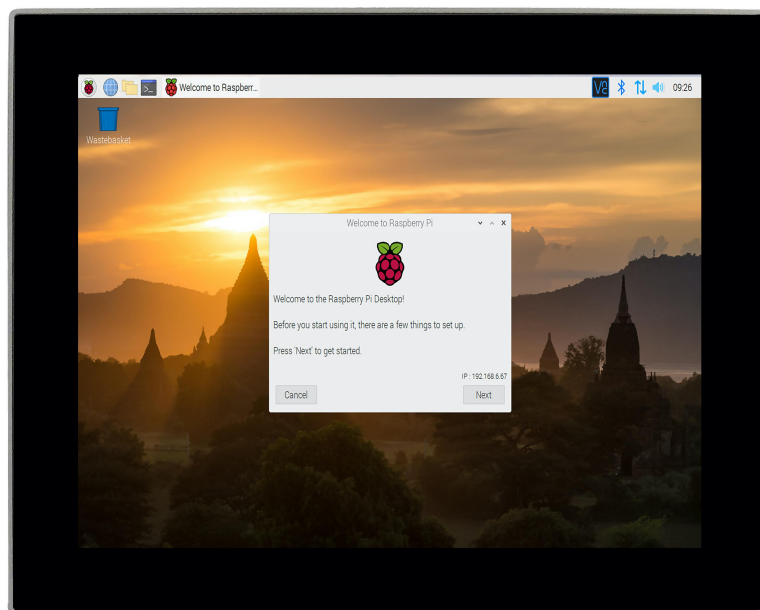 Welcome to Raspberr...
09:26
Wastebasket
Welcome to Raspberry Pi
Welcome to the Raspberry Pi Desktop!
Before you start using it, there are a few things to set up.
Press 'Next' to get started.
IP : 192.168.6.67
Cancel
Next